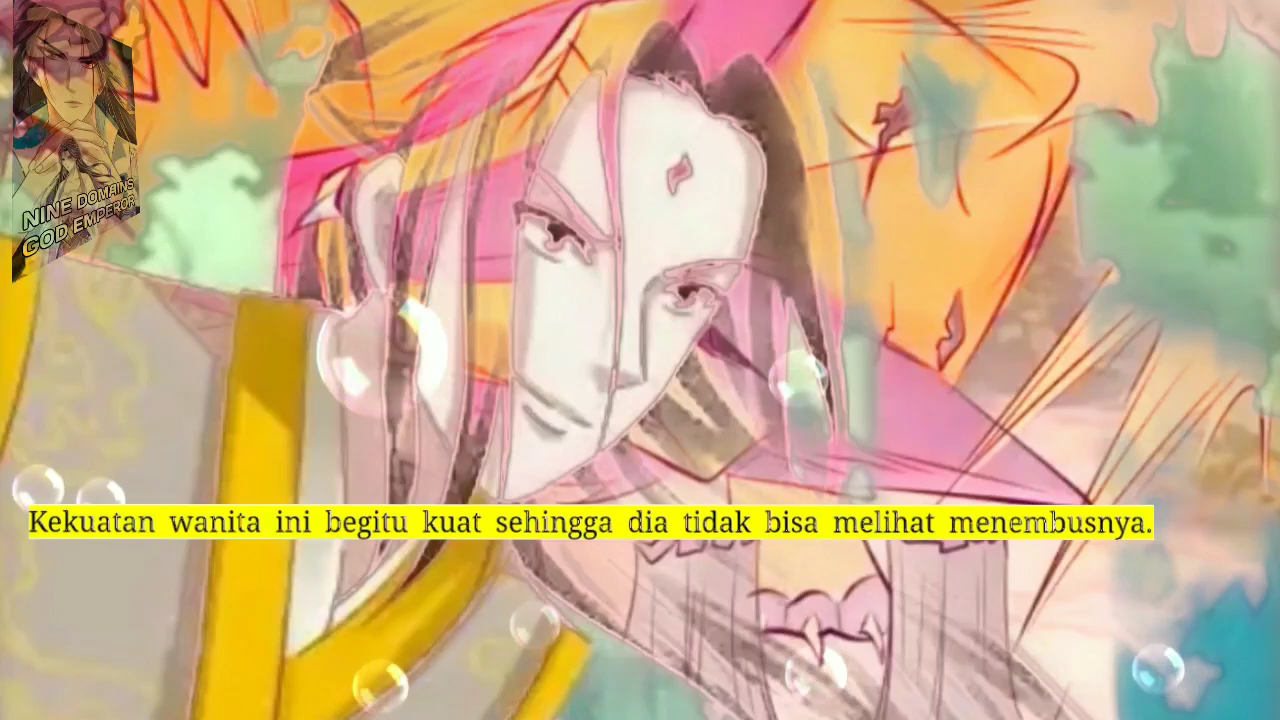 NINE DOMAINS
GOD EMPEROR
Kekuatan wanita ini begitu kuat sehingga dia tidak bisa melihat menembusnya.